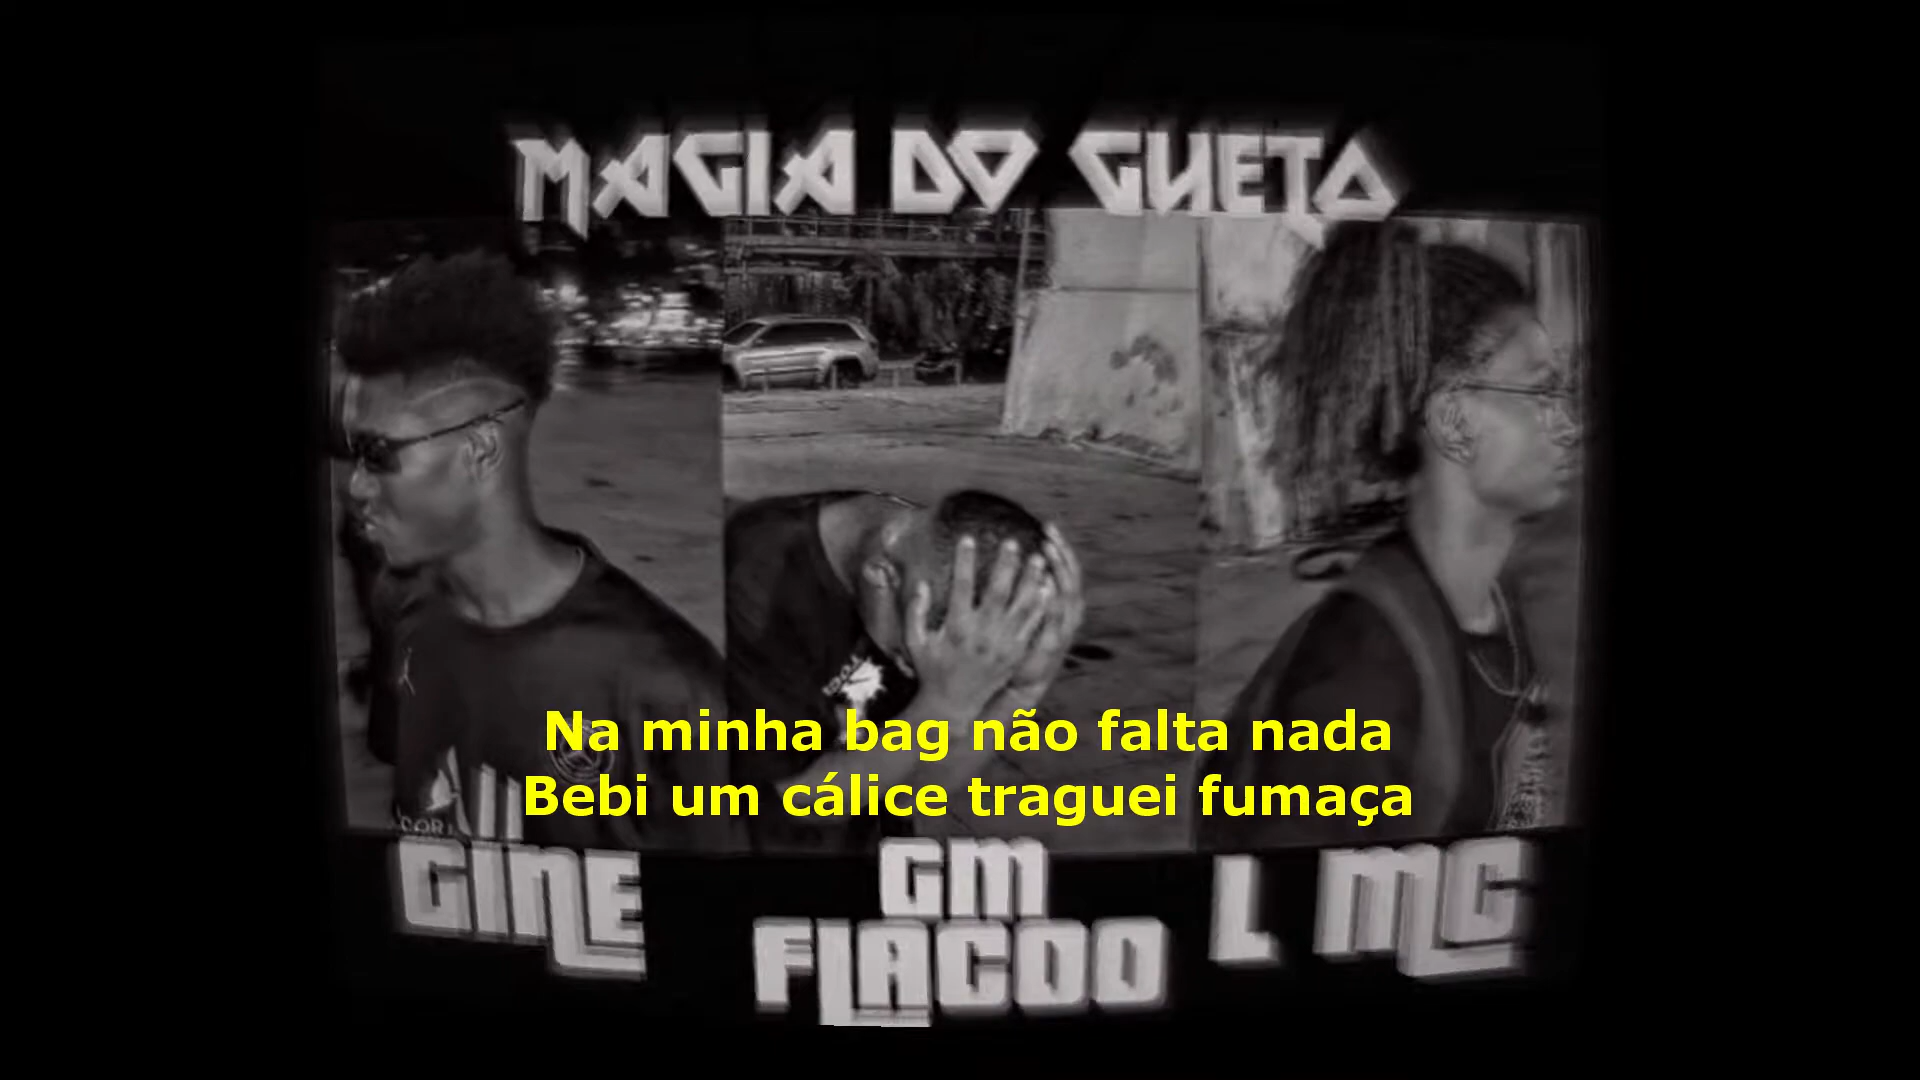 MAGIA DO GUETO
Na minha bag não falta nada
Bebi um cálice traguei fumaça
GINE
GM
FLACOO
L MC